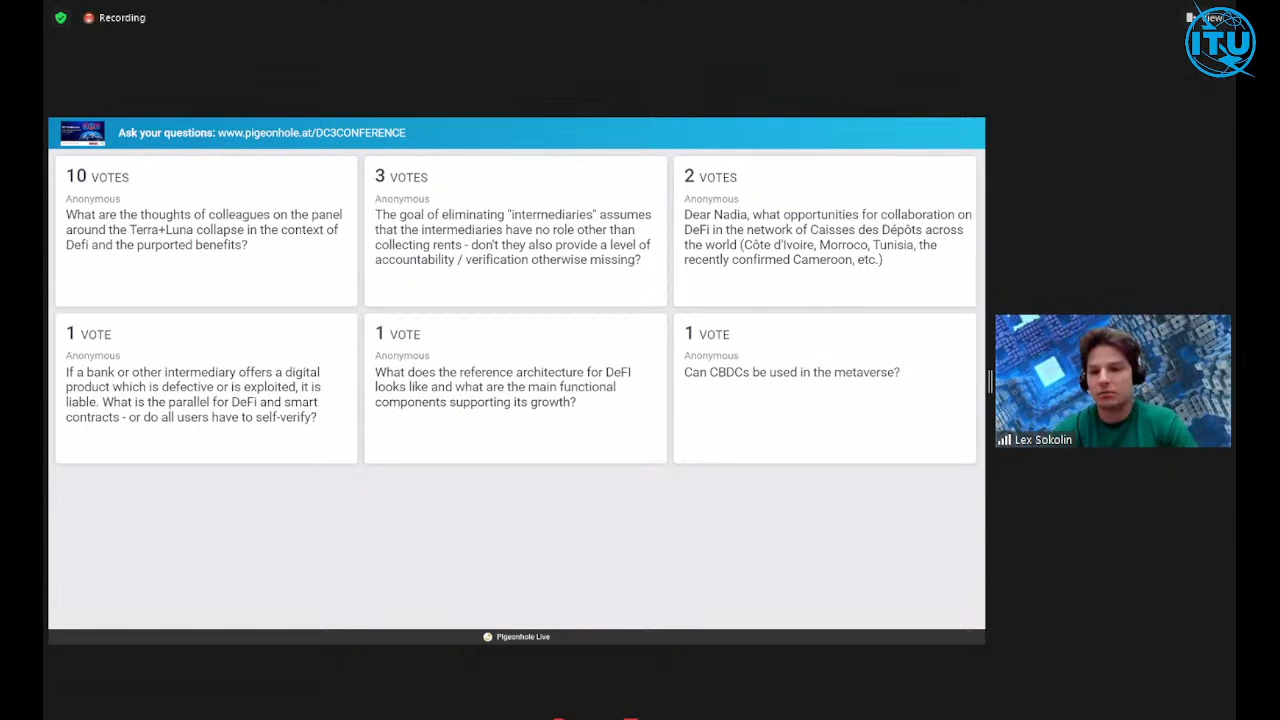 Recording
View
ITU
Ask your questions: www.pigeonhole.at/DC3CONFERENCE
10 VOTES
Anonymous
What are the thoughts of colleagues on the panel
around the Terra+Luna collapse in the context of
Defi and the purported benefits?
3 VOTES
Anonymous
The goal of eliminating "intermediaries" assumes
that the intermediaries have no role other than
collecting rents - don't they also provide a level of
accountability / verification otherwise missing?
2 VOTES
Anonymous
Dear Nadia, what opportunities for collaboration on
DeFi in the network of Caisses des Dépôts across
the world (Côte d'Ivoire, Morroco, Tunisia, the
recently confirmed Cameroon, etc.)
1 VOTE
Anonymous
If a bank or other intermediary offers a digital
product which is defective or is exploited, it is
liable. What is the parallel for DeFi and smart
contracts - or do all users have to self-verify?
1 VOTE
Anonymous
What does the reference architecture for DeFI
looks like and what are the main functional
components supporting its growth?
1 VOTE
Anonymous
Can CBDCs be used in the metaverse?
Lex Sokolin
Pigeonhole Live